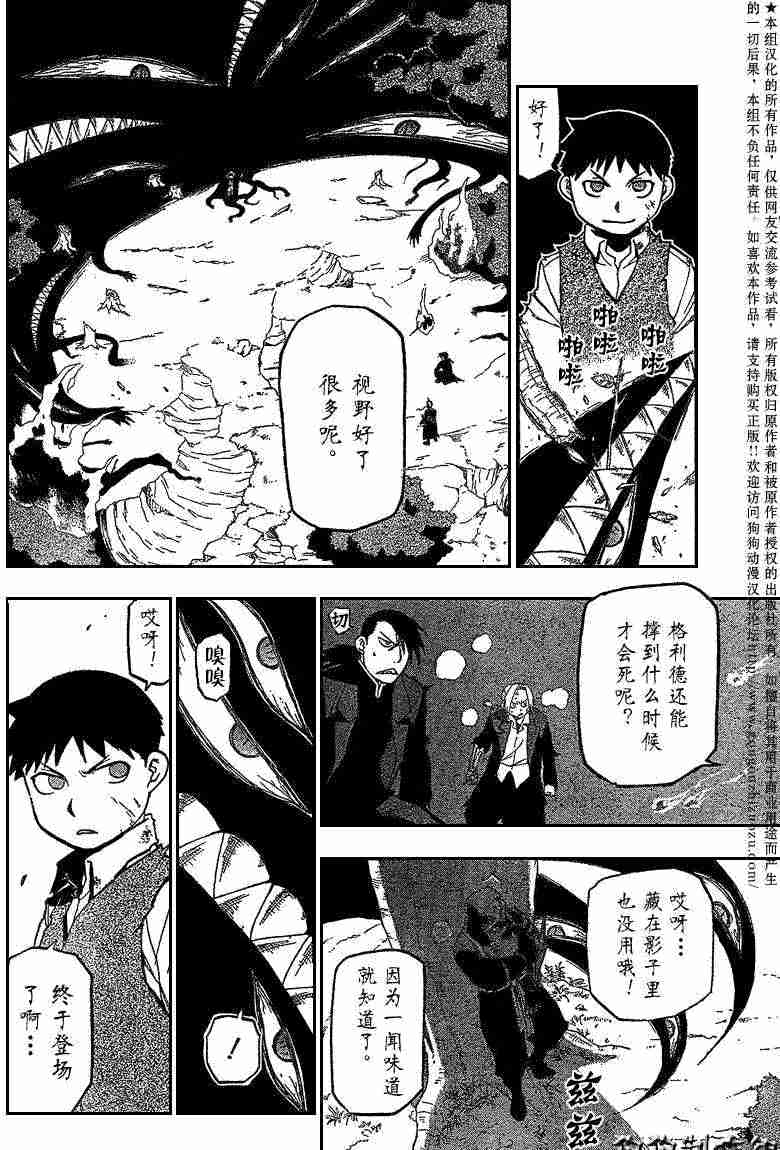 好了！
啪啦
啪啦
啪啦
视野好了
很多呢。
格利德还能
撑到什么时候
才会死呢？
切
嗅嗅
哎呀！
终于登场
了啊…
！
哎呀…
藏在影子里
也没用哦！
因为一闻味道
就知道了。
兹
兹
★本组汉化的所有作品，仅供网友交流参考试看，所有版权归原作者和被原作者授权的出版社所有，如擅自将其用于商业用途而产生
的一切后果，本组不负任何责任。如喜欢本作品，请支持购买正版!!欢迎访问狗狗动漫汉化论坛